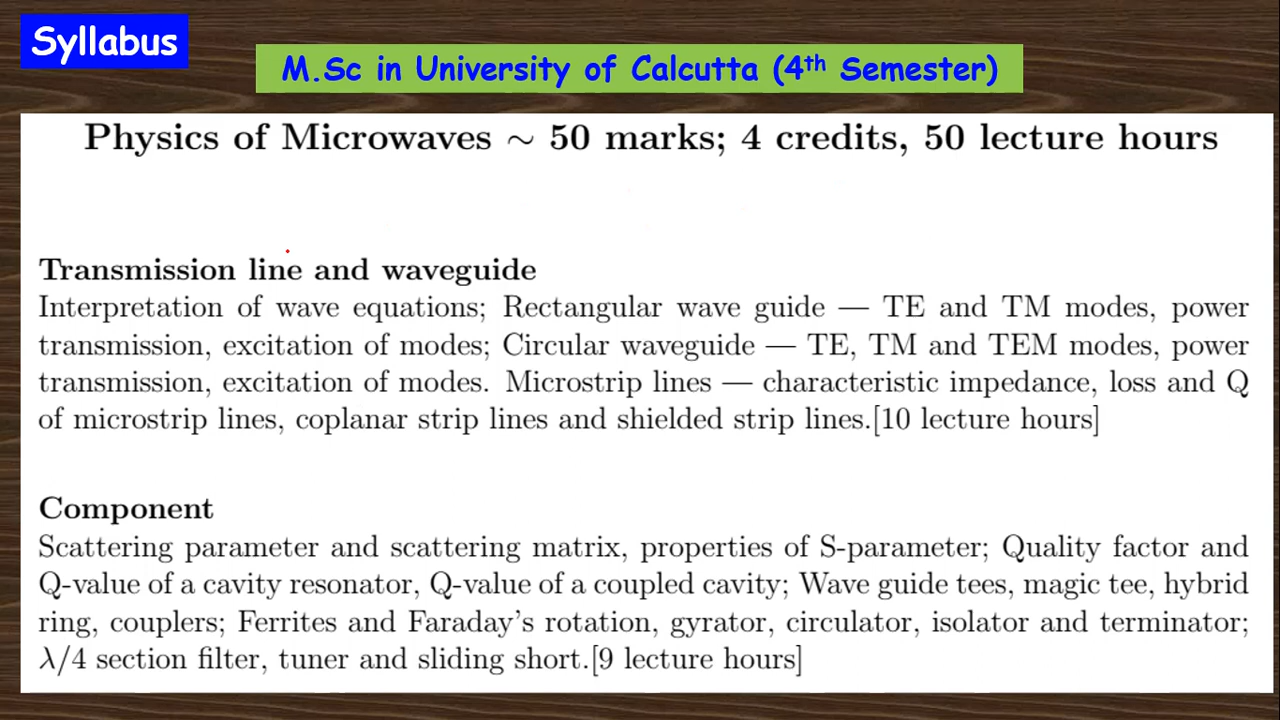 Syllabus
M.Sc in University of Calcutta (4th Semester)
Physics of Microwaves ∼ 50 marks; 4 credits, 50 lecture hours
Transmission line and waveguide
Interpretation of wave equations; Rectangular wave guide — TE and TM modes, power
transmission, excitation of modes; Circular waveguide — TE, TM and TEM modes, power
transmission, excitation of modes. Microstrip lines — characteristic impedance, loss and Q
of microstrip lines, coplanar strip lines and shielded strip lines.[10 lecture hours]
Component
Scattering parameter and scattering matrix, properties of S-parameter; Quality factor and
Q-value of a cavity resonator, Q-value of a coupled cavity; Wave guide tees, magic tee, hybrid
ring, couplers; Ferrites and Faraday's rotation, gyrator, circulator, isolator and terminator;
λ/4 section filter, tuner and sliding short.[9 lecture hours]